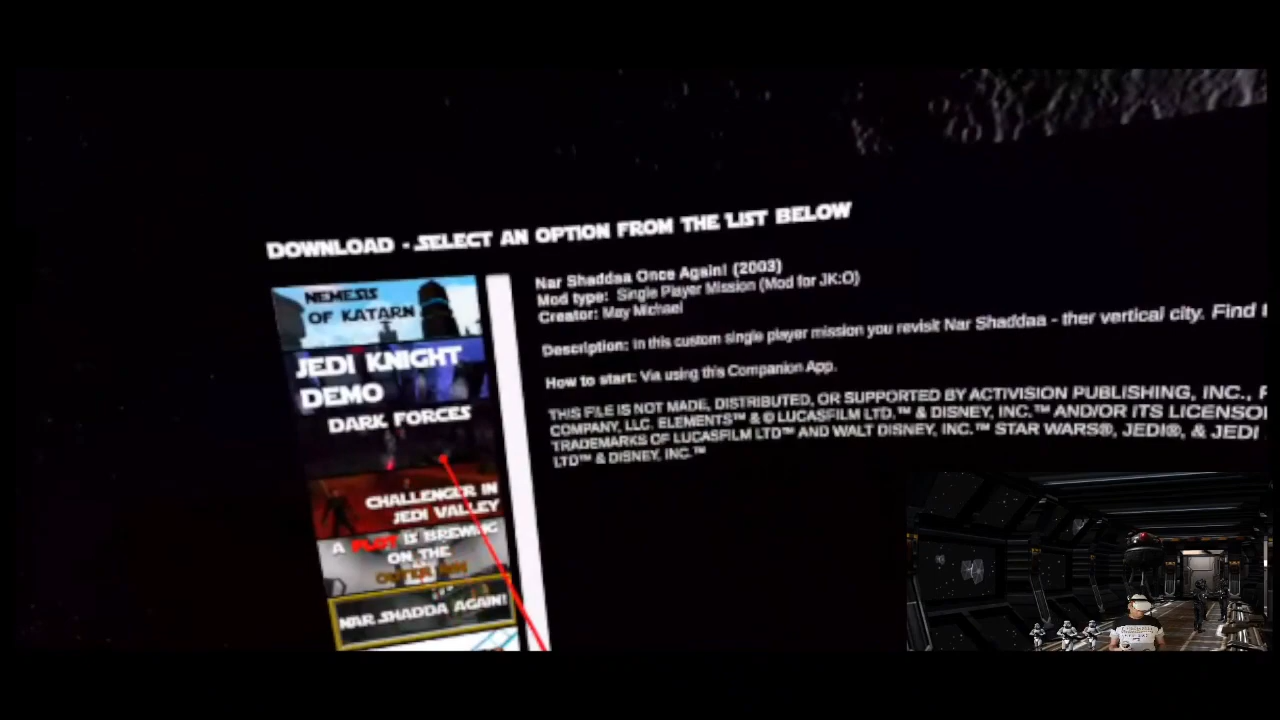 DOWNLOAD - SELECT AN OPTION FROM THE LIST BELOW
NEMESIS
OF KATARN
JEDI KNIGHT
DEMO
DARK FORCES
CHALLENGER IN
JEDI VALLEY
A PLOT IS BREWING
ON THE
OUTER RIM
NAR SHADDA AGAIN!
Nar Shaddaa Once Again! (2003)
Mod type: Single Player Mission (Mod for JK:O)
Creator: May Michael
Description: In this custom single player mission you revisit Nar Shaddaa - ther vertical city. Find
How to start: Via using this Companion App.
THIS FILE IS NOT MADE, DISTRIBUTED, OR SUPPORTED BY ACTIVISION PUBLISHING, INC.,
COMPANY, LLC. ELEMENTS™ & © LUCASFILM LTD.™ & DISNEY, INC.™ AND/OR ITS LICENSO
TRADEMARKS OF LUCASFILM LTD™ AND WALT DISNEY, INC.™ STAR WARS®, JEDI®, & JEDI
LTD™ & DISNEY, INC.™